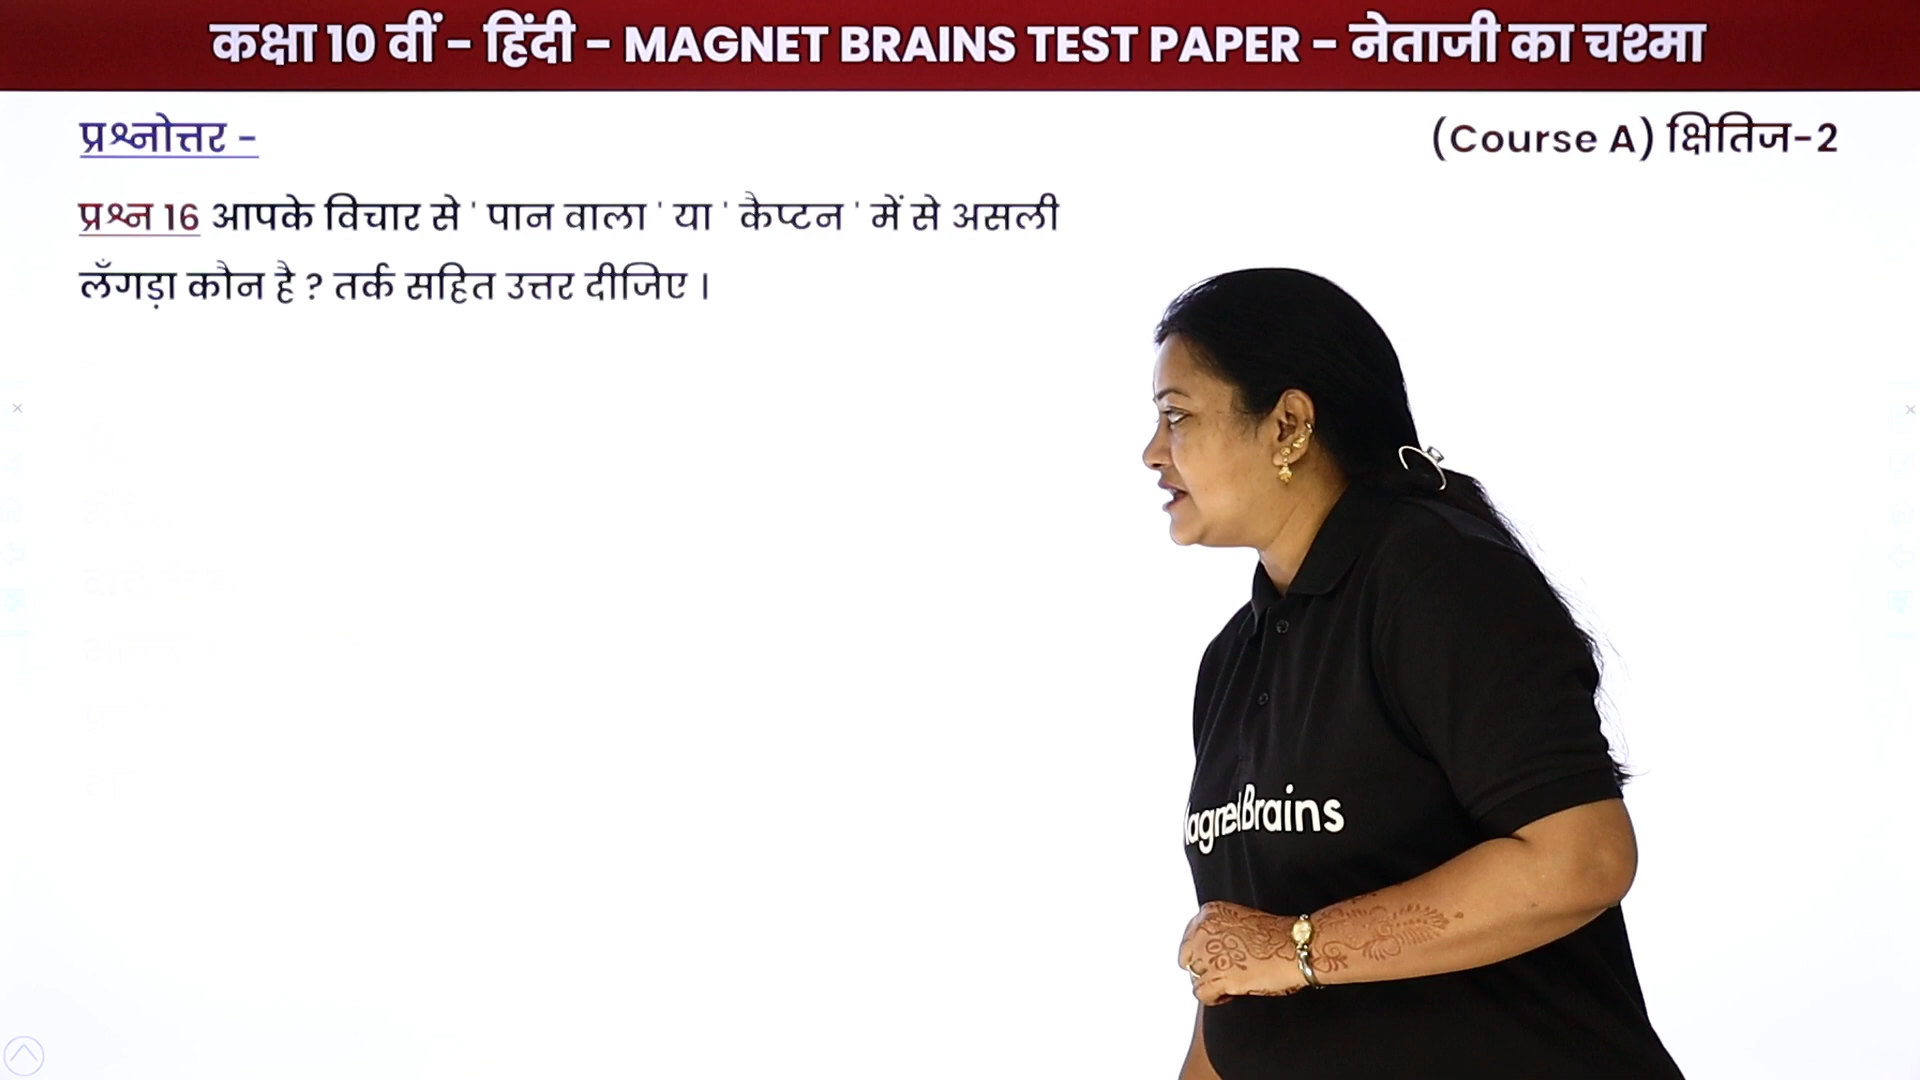 कक्षा 10 वीं - हिंदी - MAGNET BRAINS TEST PAPER - नेताजी का चश्मा
प्रश्नोत्तर -
(Course A) क्षितिज-2
प्रश्न 16 आपके विचार से ' पान वाला ' या ' कैप्टन ' में से असली
लँगड़ा कौन है ? तर्क सहित उत्तर दीजिए ।
Brains